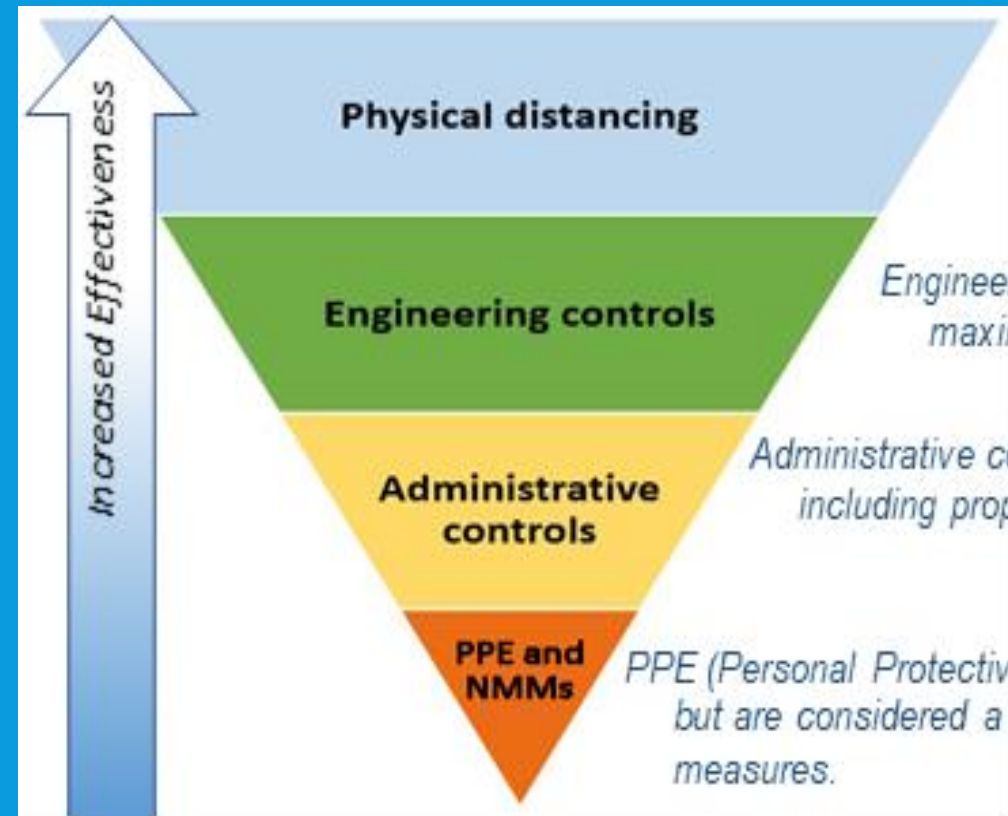 Increased Effectiveness
Physical distancing
Engineering controls
Administrative
controls
PPE and
NMMs
Enginee
maxi
Administrative c
including prop
PPE (Personal Protectiv
but are considered a
measures.